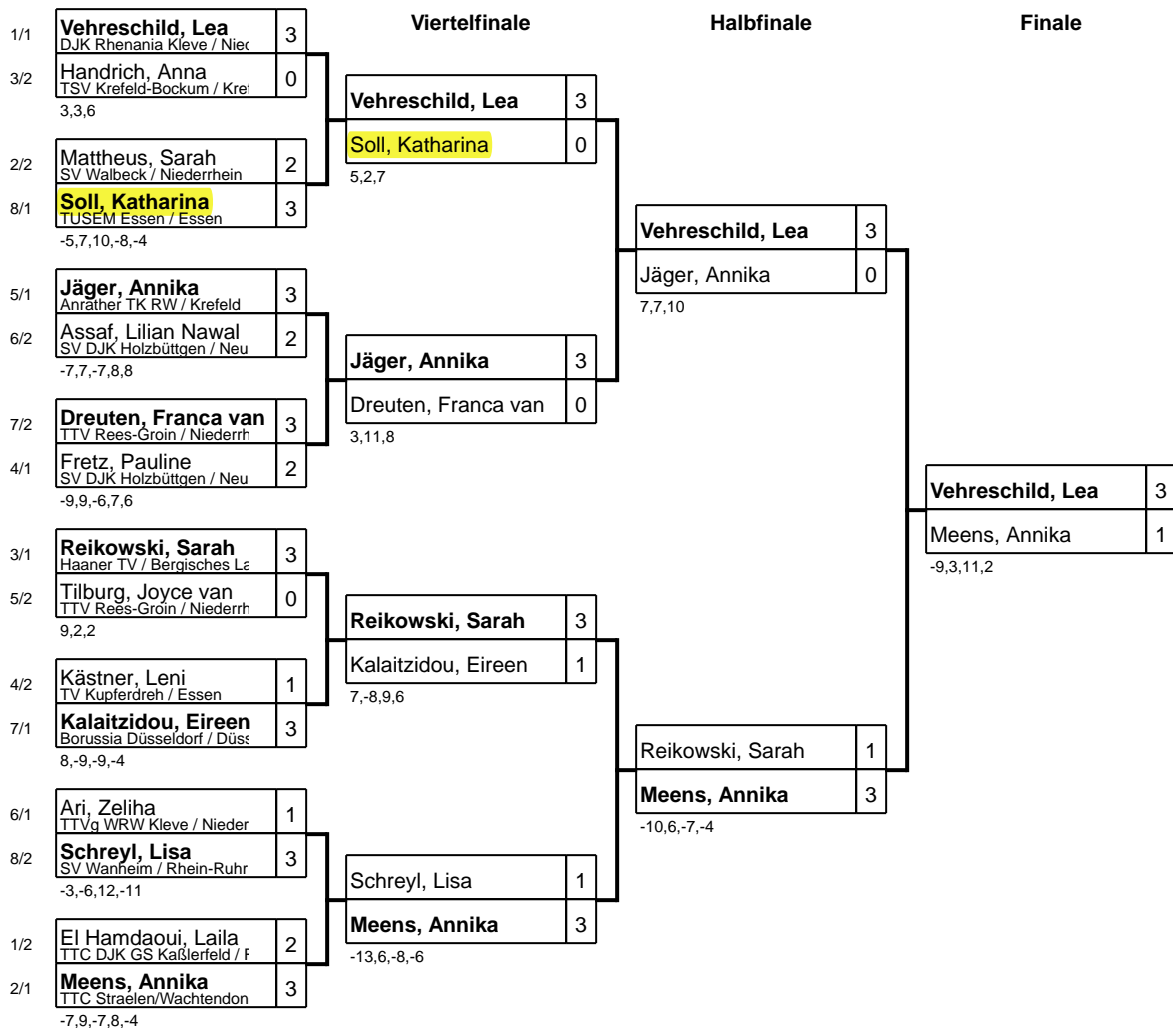 Viertelfinale Halbfinale Finale
1/1 Vehreschild, Lea 3
DJK Rhenania Kleve / Nied
3/2 Handrich, Anna 0
TSV Krefeld-Bockum / Kref
3,3,6
2/2 Mattheus, Sarah 2
SV Walbeck / Niederrhein
8/1 Soll, Katharina 3
TUSEM Essen / Essen
-5,7,10,-8,-4
5/1 Jäger, Annika 3
Anrather TK RW / Krefeld
6/2 Assaf, Lilian Nawal 2
SV DJK Holzbüttgen / Neu
-7,7,-7,8,8
7/2 Dreuten, Franca van 3
TTV Rees-Groin / Niederrh
4/1 Fretz, Pauline 2
SV DJK Holzbüttgen / Neu
-9,9,-6,7,6
3/1 Reikowski, Sarah 3
Haaner TV / Bergisches La
5/2 Tilburg, Joyce van 0
TTV Rees-Groin / Niederrh
9,2,2
4/2 Kästner, Leni 1
TV Kupferdreh / Essen
7/1 Kalaitzidou, Eireen 3
Borussia Düsseldorf / Düss
8,-9,-9,-4
6/1 Ari, Zeliha 1
TTVg WRW Kleve / Nieder
8/2 Schreyl, Lisa 3
SV Wanheim / Rhein-Ruhr
-3,-6,12,-11
1/2 El Hamdaoui, Laila 2
TTC DJK GS Kaßlerfeld / F
2/1 Meens, Annika 3
TTC Straelen/Wachtendon
-7,9,-7,8,-4
Vehreschild, Lea 3
Soll, Katharina 0
5,2,7
Jäger, Annika 3
Dreuten, Franca van 0
3,11,8
Reikowski, Sarah 3
Kalaitzidou, Eireen 1
7,-8,9,6
Schreyl, Lisa 1
Meens, Annika 3
-13,6,-8,-6
Vehreschild, Lea 3
Jäger, Annika 0
7,7,10
Reikowski, Sarah 1
Meens, Annika 3
-10,6,-7,-4
Vehreschild, Lea 3
Meens, Annika 1
-9,3,11,2